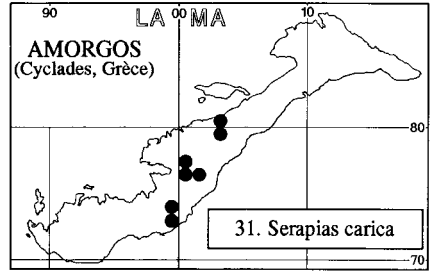 90 00 10
LA MA
AMORGOS
(Cyclades, Grèce)
80
31. Serapias carica
70